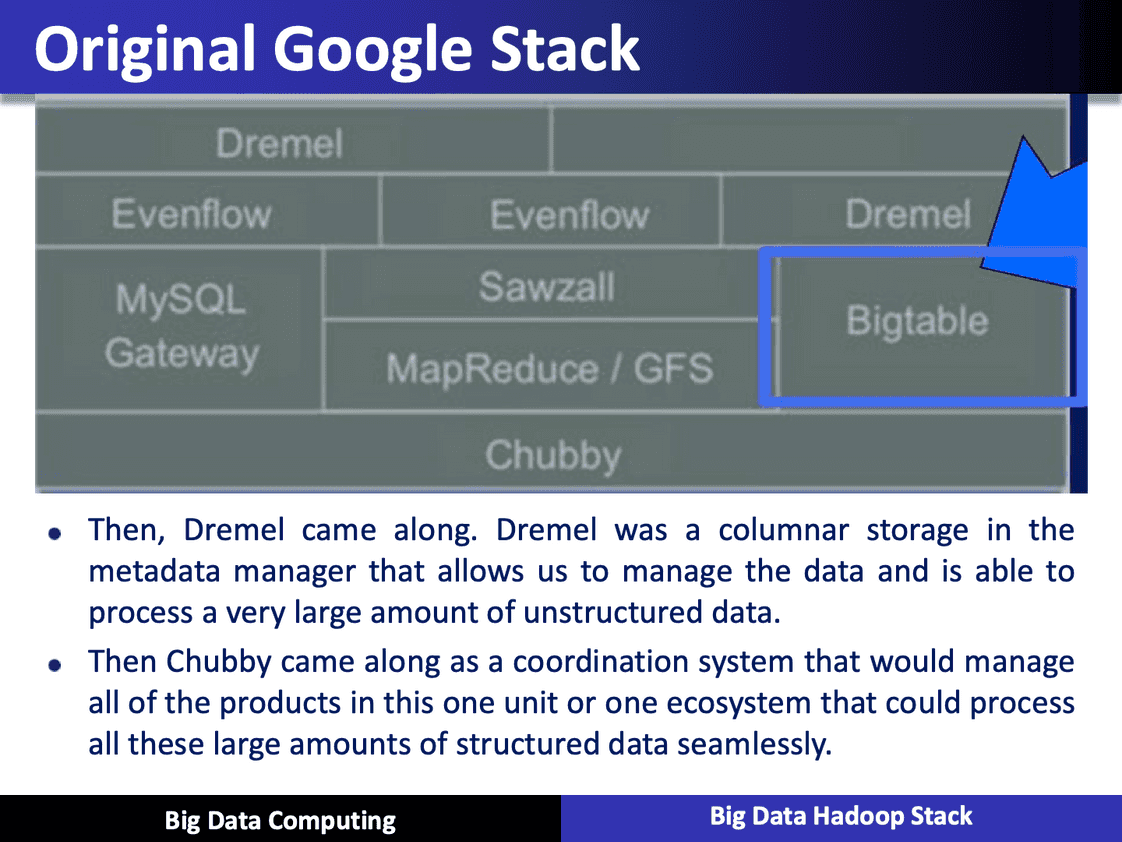 Original Google Stack
Dremel
Evenflow
Evenflow
Dremel
MySQL
Gateway
Sawzall
MapReduce / GFS
Bigtable
Chubby
Then, Dremel came along. Dremel was a columnar storage in the
metadata manager that allows us to manage the data and is able to
process a very large amount of unstructured data.
Then Chubby came along as a coordination system that would manage
all of the products in this one unit or one ecosystem that could process
all these large amounts of structured data seamlessly.
Big Data Computing
Big Data Hadoop Stack